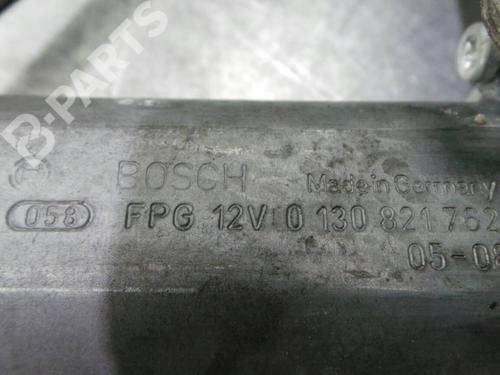 B-PARTS
BOSCH Made in Germany
058 FPG 12V 0 130 821 762
05-08